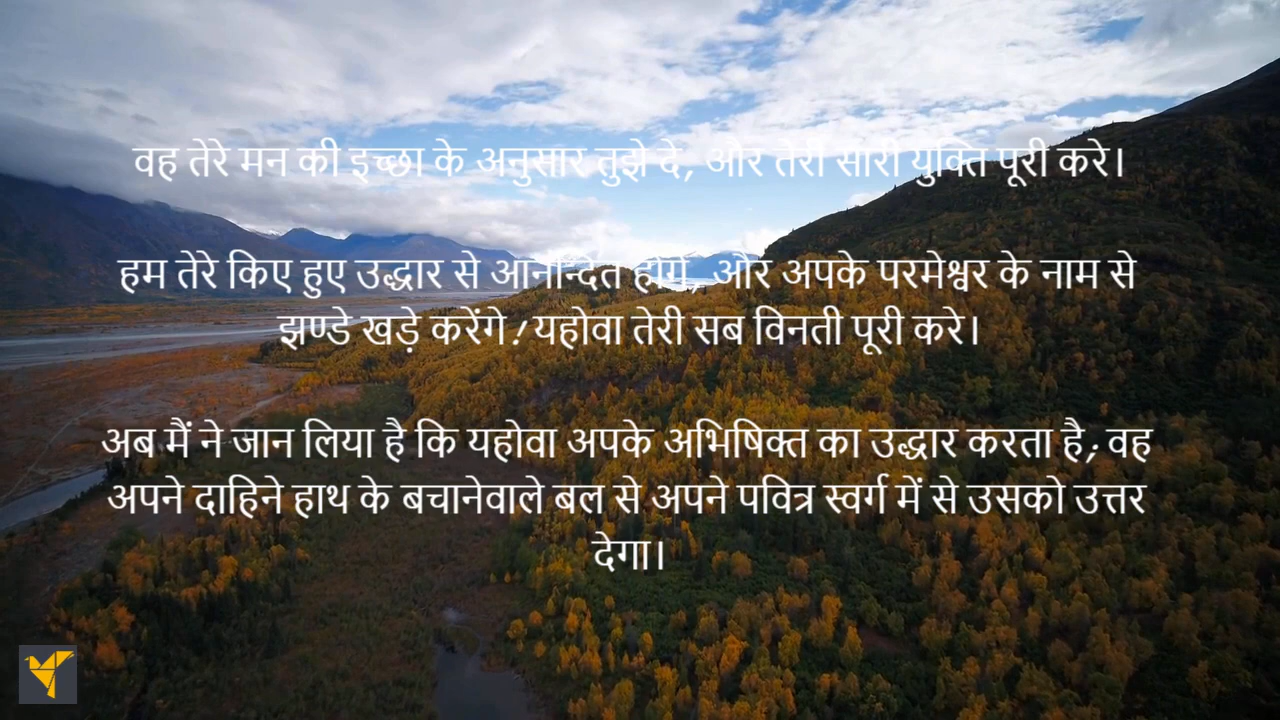 वह तेरे मन की इच्छा के अनुसार तुझे दे, और तेरी सारी युक्ति पूरी करे।
हम तेरे किए हुए उद्धार से आनन्दित होंगे, और अपके परमेश्वर के नाम से
झण्डे खड़े करेंगे! यहोवा तेरी सब विनती पूरी करे।
अब मैं ने जान लिया है कि यहोवा अपके अभिषिक्त का उद्धार करता है; वह
अपने दाहिने हाथ के बचानेवाले बल से अपने पवित्र स्वर्ग में से उसको उत्तर
देगा।